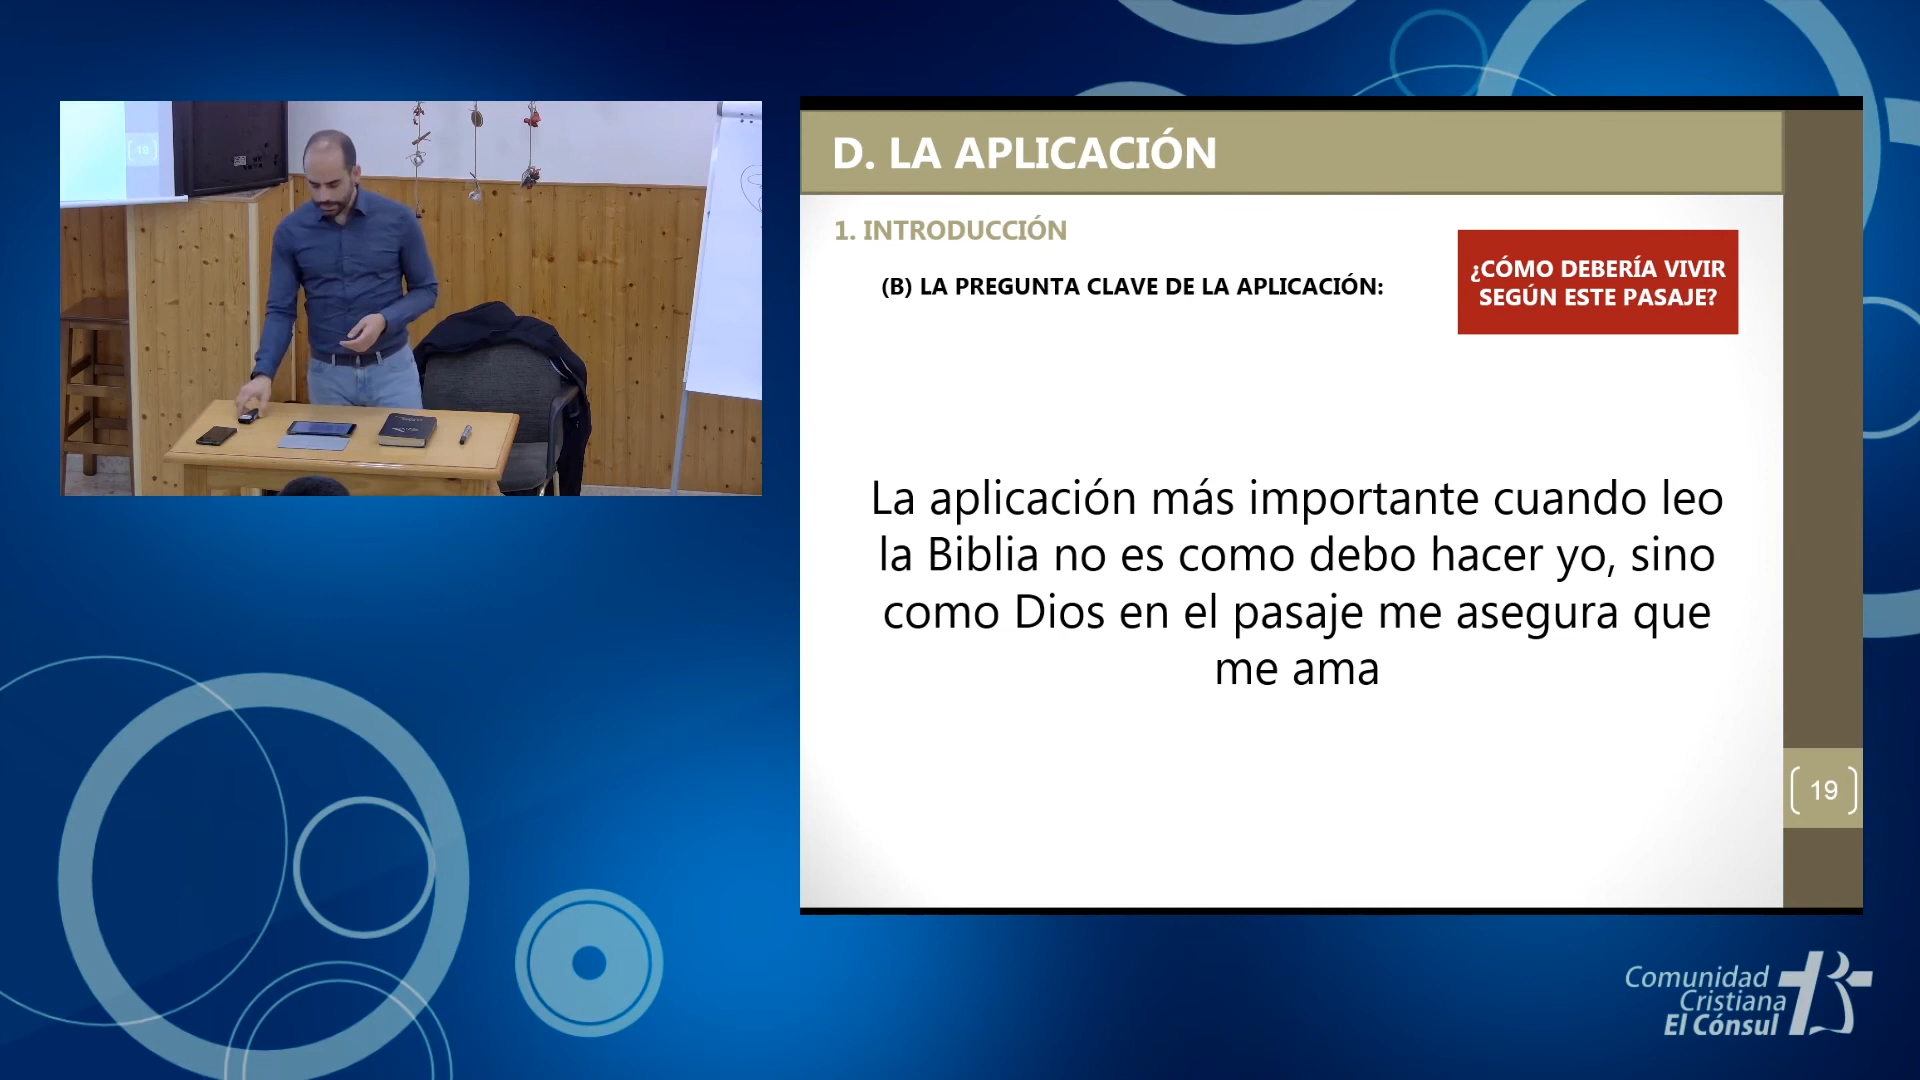 D. LA APLICACIÓN
1. INTRODUCCIÓN
(B) LA PREGUNTA CLAVE DE LA APLICACIÓN:
¿CÓMO DEBERÍA VIVIR
SEGÚN ESTE PASAJE?
La aplicación más importante cuando leo
la Biblia no es como debo hacer yo, sino
como Dios en el pasaje me asegura que
me ama
19
Comunidad
Cristiana
El Cónsul